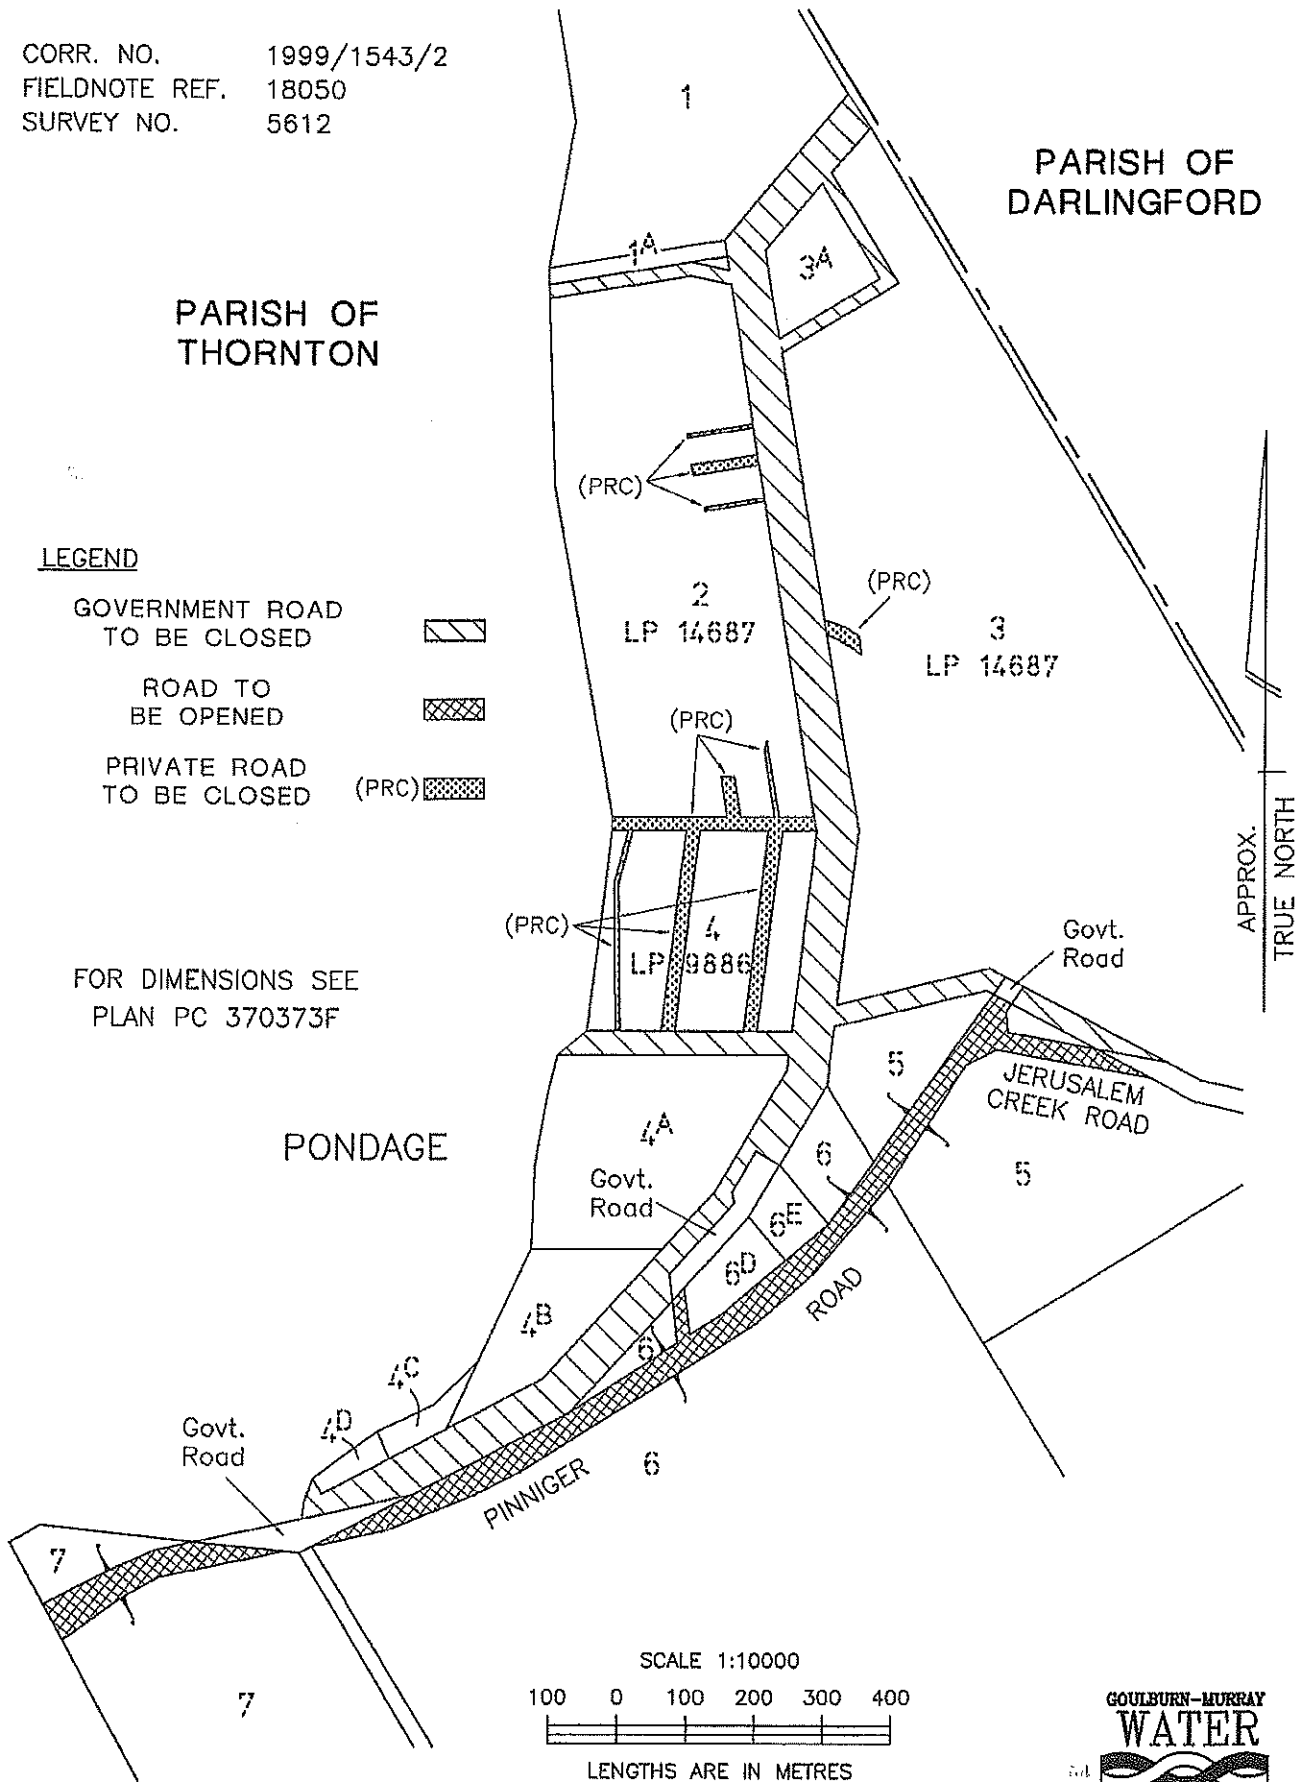 CORR. NO. 1999/1543/2
FIELDNOTE REF. 18050
SURVEY NO. 5612
1
PARISH OF
DARLINGFORD
1A
3A
PARISH OF
THORNTON
(PRC)
LEGEND
GOVERNMENT ROAD
TO BE CLOSED
ROAD TO
BE OPENED
PRIVATE ROAD
TO BE CLOSED (PRC)
2
LP 14687
(PRC)
3
LP 14687
(PRC)
(PRC)
4
LP 9886
APPROX.
TRUE NORTH
Govt.
Road
FOR DIMENSIONS SEE
PLAN PC 370373F
5
JERUSALEM
CREEK ROAD
PONDAGE
4A
6
5
Govt.
Road
6E
6D
ROAD
4B
6
4C
4D
Govt.
Road
6
PINNIGER
7
7
SCALE 1:10000
100 0 100 200 300 400
LENGTHS ARE IN METRES
GOULBURN-MURRAY
WATER